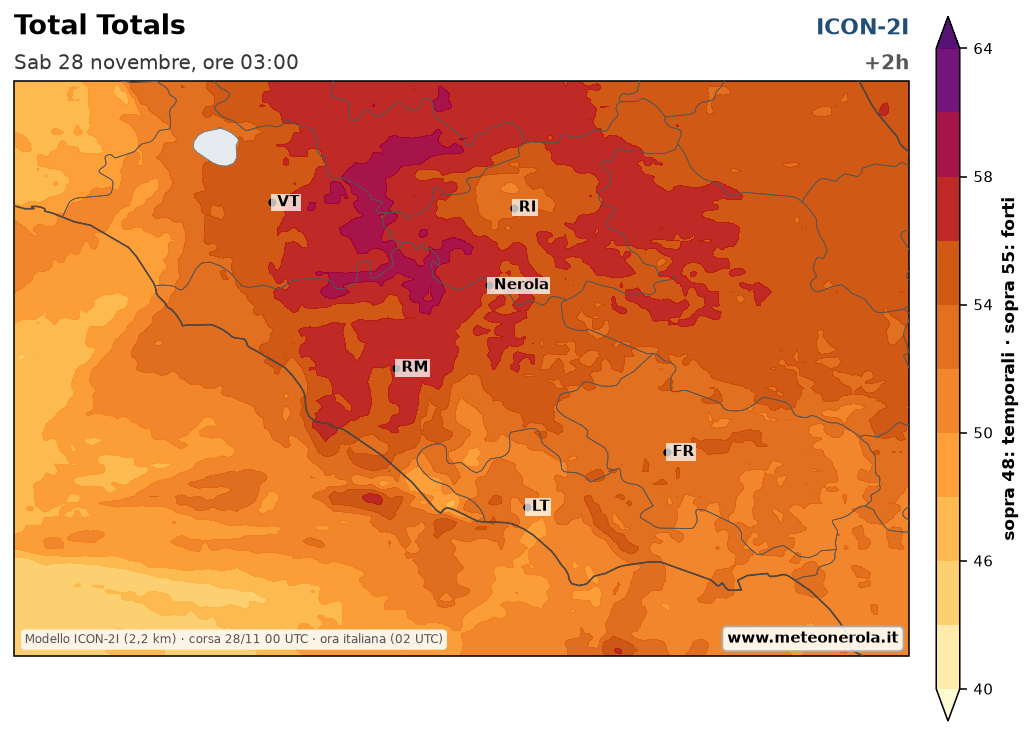 Total Totals
ICON-2I
Sab 28 novembre, ore 03:00
+2h
64
58
54
50
46
40
sopra 48: temporali · sopra 55: forti
VT
RI
Nerola
RM
FR
LT
Modello ICON-2I (2,2 km) · corsa 28/11 00 UTC · ora italiana (02 UTC)
www.meteonerola.it